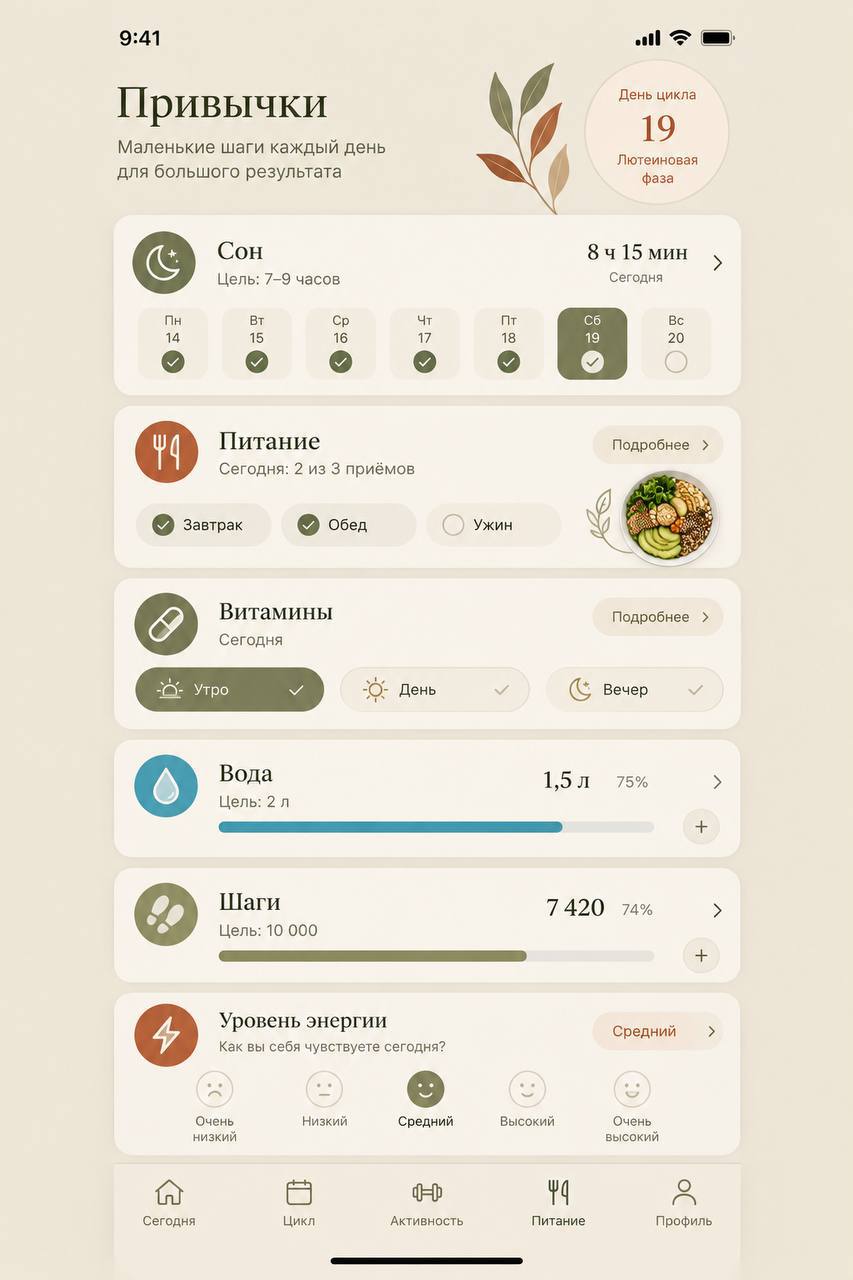 9:41
Привычки
Маленькие шаги каждый день
для большого результата
День цикла
19
Лютеиновая
фаза
Сон
Цель: 7–9 часов
8 ч 15 мин
Сегодня
Пн Вт Ср Чт Пт Сб Вс
14 15 16 17 18 19 20
Питание
Сегодня: 2 из 3 приёмов
Подробнее
Завтрак Обед Ужин
Витамины
Сегодня
Подробнее
Утро День Вечер
Вода
Цель: 2 л
1,5 л 75%
Шаги
Цель: 10 000
7 420 74%
Уровень энергии
Как вы себя чувствуете сегодня?
Средний
Очень
низкий
Низкий
Средний
Высокий
Очень
высокий
Сегодня Цикл Активность Питание Профиль